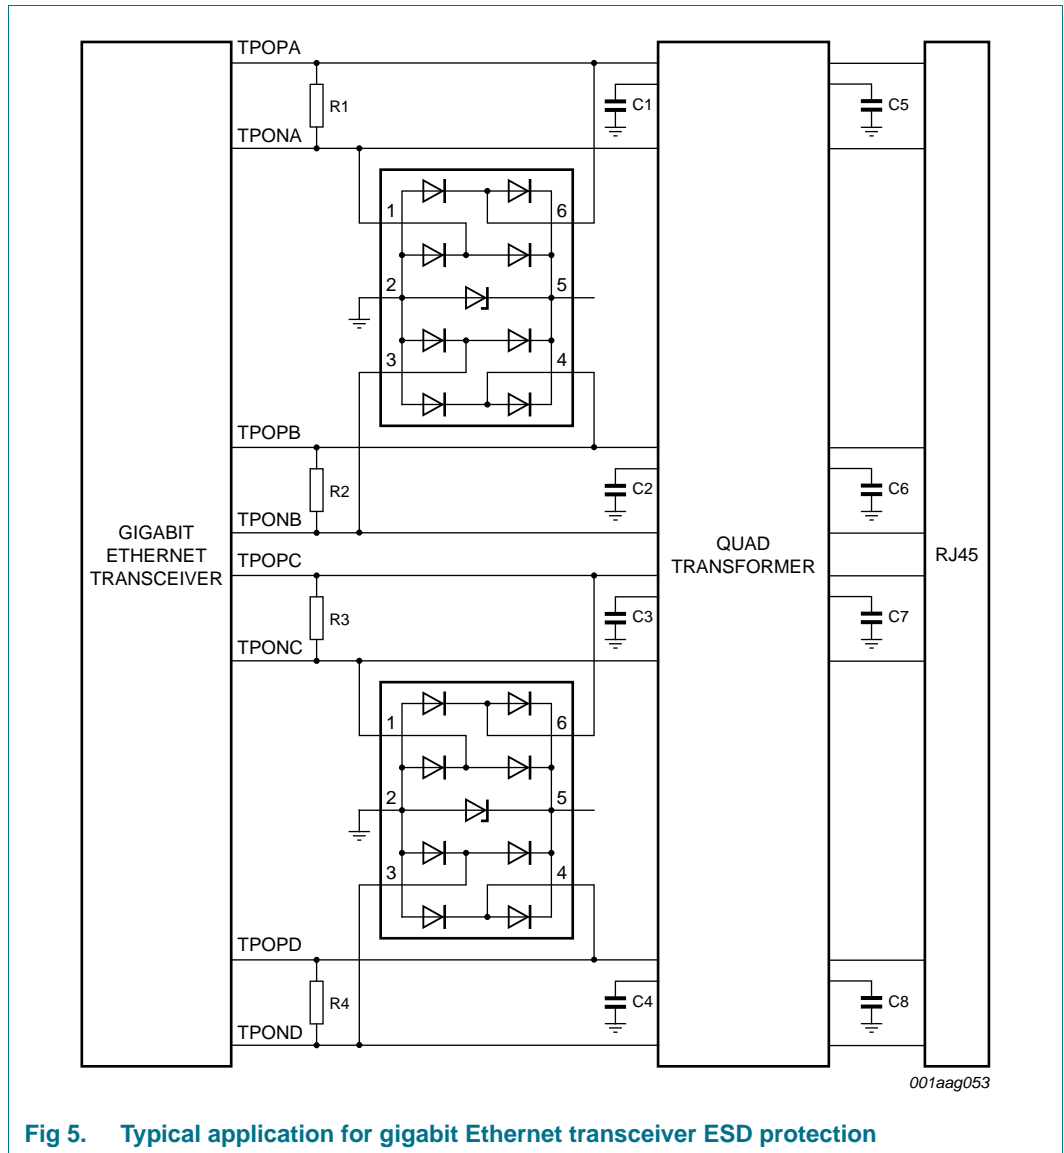 TPOPA
R1
C1
C5
TPONA
1
6
2
5
3
4
TPOPB
R2
C2
C6
TPONB
GIGABIT
ETHERNET
TRANSCEIVER
QUAD
TRANSFORMER
RJ45
TPOPC
R3
C3
C7
TPONC
1
6
2
5
3
4
TPOPD
R4
C4
C8
TPOND
001aag053
Fig 5. Typical application for gigabit Ethernet transceiver ESD protection